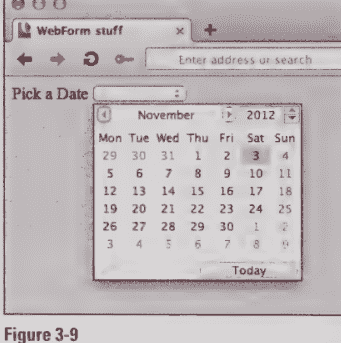 WebForm stuff × +
Enter address or search
Pick a Date
November 2012
Mon Tue Wed Thu Fri Sat Sun
29 30 31 1 2 3 4
5 6 7 8 9 10 11
12 13 14 15 16 17 18
19 20 21 22 23 24 25
26 27 28 29 30 1 2
3 4 5 6 7 8 9
Today
Figure 3-9